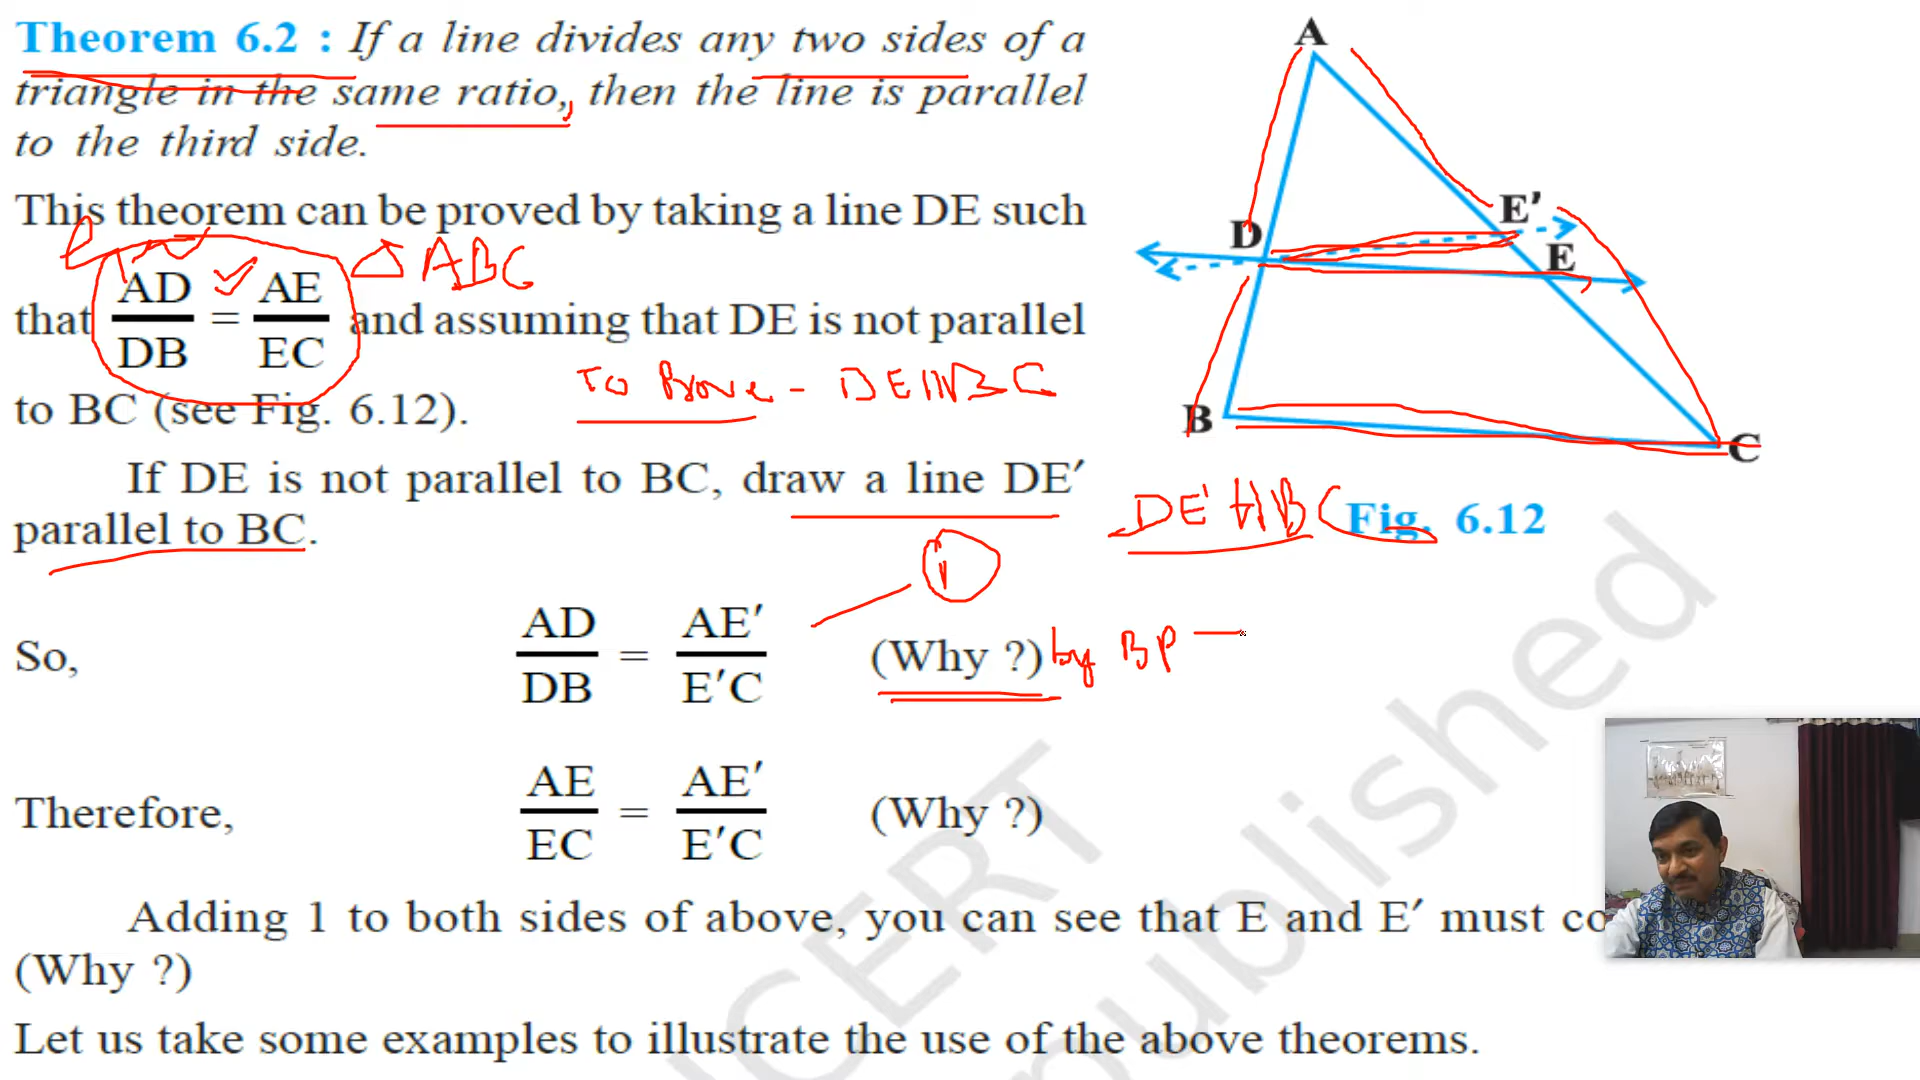 Theorem 6.2 : If a line divides any two sides of a
triangle in the same ratio, then the line is parallel
to the third side.
This theorem can be proved by taking a line DE such
△ ABC
that AD/DB = AE/EC and assuming that DE is not parallel
To Prove - DE || BC
to BC (see Fig. 6.12).
If DE is not parallel to BC, draw a line DE′
parallel to BC.
A
D
E′
E
B
C
DE' || BC
Fig. 6.12
1
So, AD/DB = AE′/E′C (Why ?) by BP
Therefore, AE/EC = AE′/E′C (Why ?)
Adding 1 to both sides of above, you can see that E and E′ must co
(Why ?)
Let us take some examples to illustrate the use of the above theorems.
NCERT
published